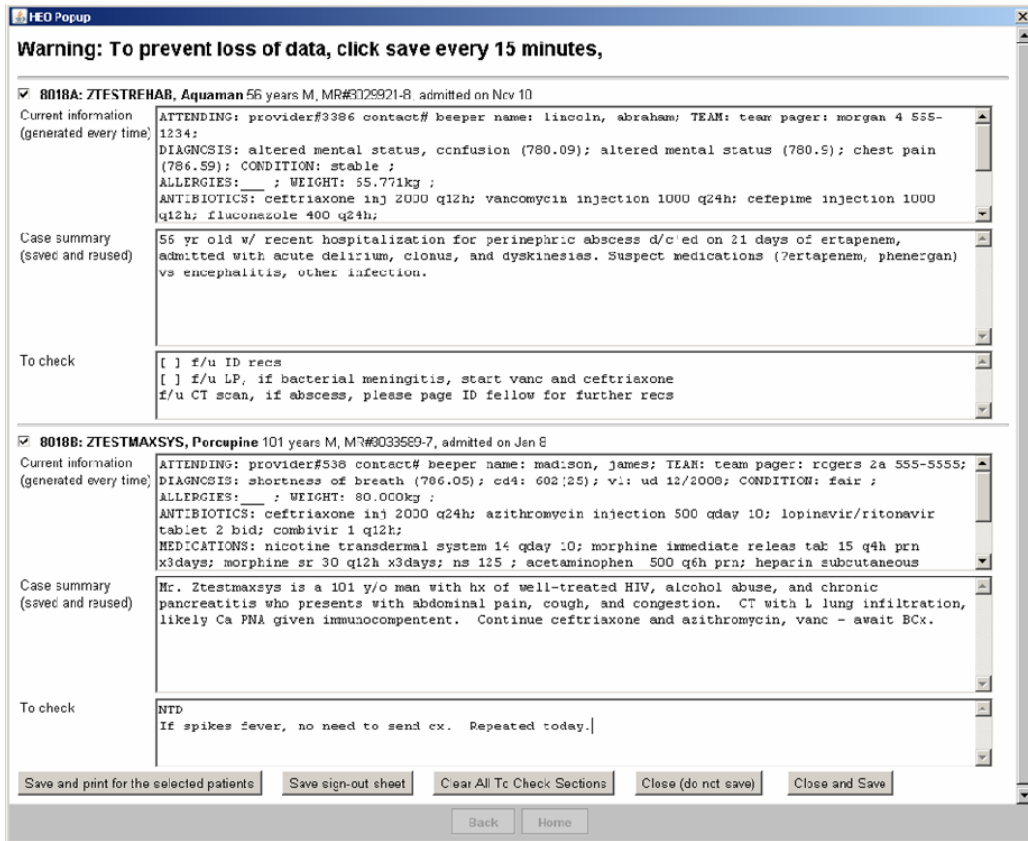 HEO Popup
Warning: To prevent loss of data, click save every 15 minutes,
8018A: ZTESTREHAB, Aquaman 56 years M, MR#3029921-8, admitted on Nov 10
Current information
(generated every time)
ATTENDING: provider#3386 contact# beeper name: lincoln, abraham; TEAM: team pager: morgan 4 555-
1234;
DIAGNOSIS: altered mental status, confusion (780.09); altered mental status (780.9); chest pain
(786.59); CONDITION: stable ;
ALLERGIES:___ ; WEIGHT: 65.771kg ;
ANTIBIOTICS: ceftriaxone inj 2000 q12h; vancomycin injection 1000 q24h; cefepime injection 1000
q12h; fluconazole 400 q24h;
Case summary
(saved and reused)
56 yr old w/ recent hospitalization for perinephric abscess d/c'ed on 21 days of ertapenem,
admitted with acute delirium, clonus, and dyskinesias. Suspect medications (?ertapenem, phenergan)
vs encephalitis, other infection.
To check
[ ] f/u ID recs
[ ] f/u LP, if bacterial meningitis, start vanc and ceftriaxone
f/u CT scan, if abscess, please page ID fellow for further recs
8018B: ZTESTMAXSYS, Porcupine 101 years M, MR#8033589-7, admitted on Jan 8
Current information
(generated every time)
ATTENDING: provider#538 contact# beeper name: madison, james; TEAM: team pager: rogers 2a 555-5555;
DIAGNOSIS: shortness of breath (786.05); cd4: 602(25); vl: ud 12/2008; CONDITION: fair ;
ALLERGIES:___ ; WEIGHT: 80.000kg ;
ANTIBIOTICS: ceftriaxone inj 2000 q24h; azithromycin injection 500 qday 10; lopinavir/ritonavir
tablet 2 bid; combivir 1 q12h;
MEDICATIONS: nicotine transdermal system 14 qday 10; morphine immediate releas tab 15 q4h prn
x3days; morphine sr 30 q12h x3days; ns 125 ; acetaminophen  500 q6h prn; heparin subcutaneous
Case summary
(saved and reused)
Mr. Ztestmaxsys is a 101 y/o man with hx of well-treated HIV, alcohol abuse, and chronic
pancreatitis who presents with abdominal pain, cough, and congestion.  CT with L lung infiltration,
likely Ca PNA given immunocompentent.  Continue ceftriaxone and azithromycin, vanc - await BCx.
To check
NTD
If spikes fever, no need to send cx.  Repeated today.
Save and print for the selected patients
Save sign-out sheet
Clear All To Check Sections
Close (do not save)
Close and Save
Back
Home